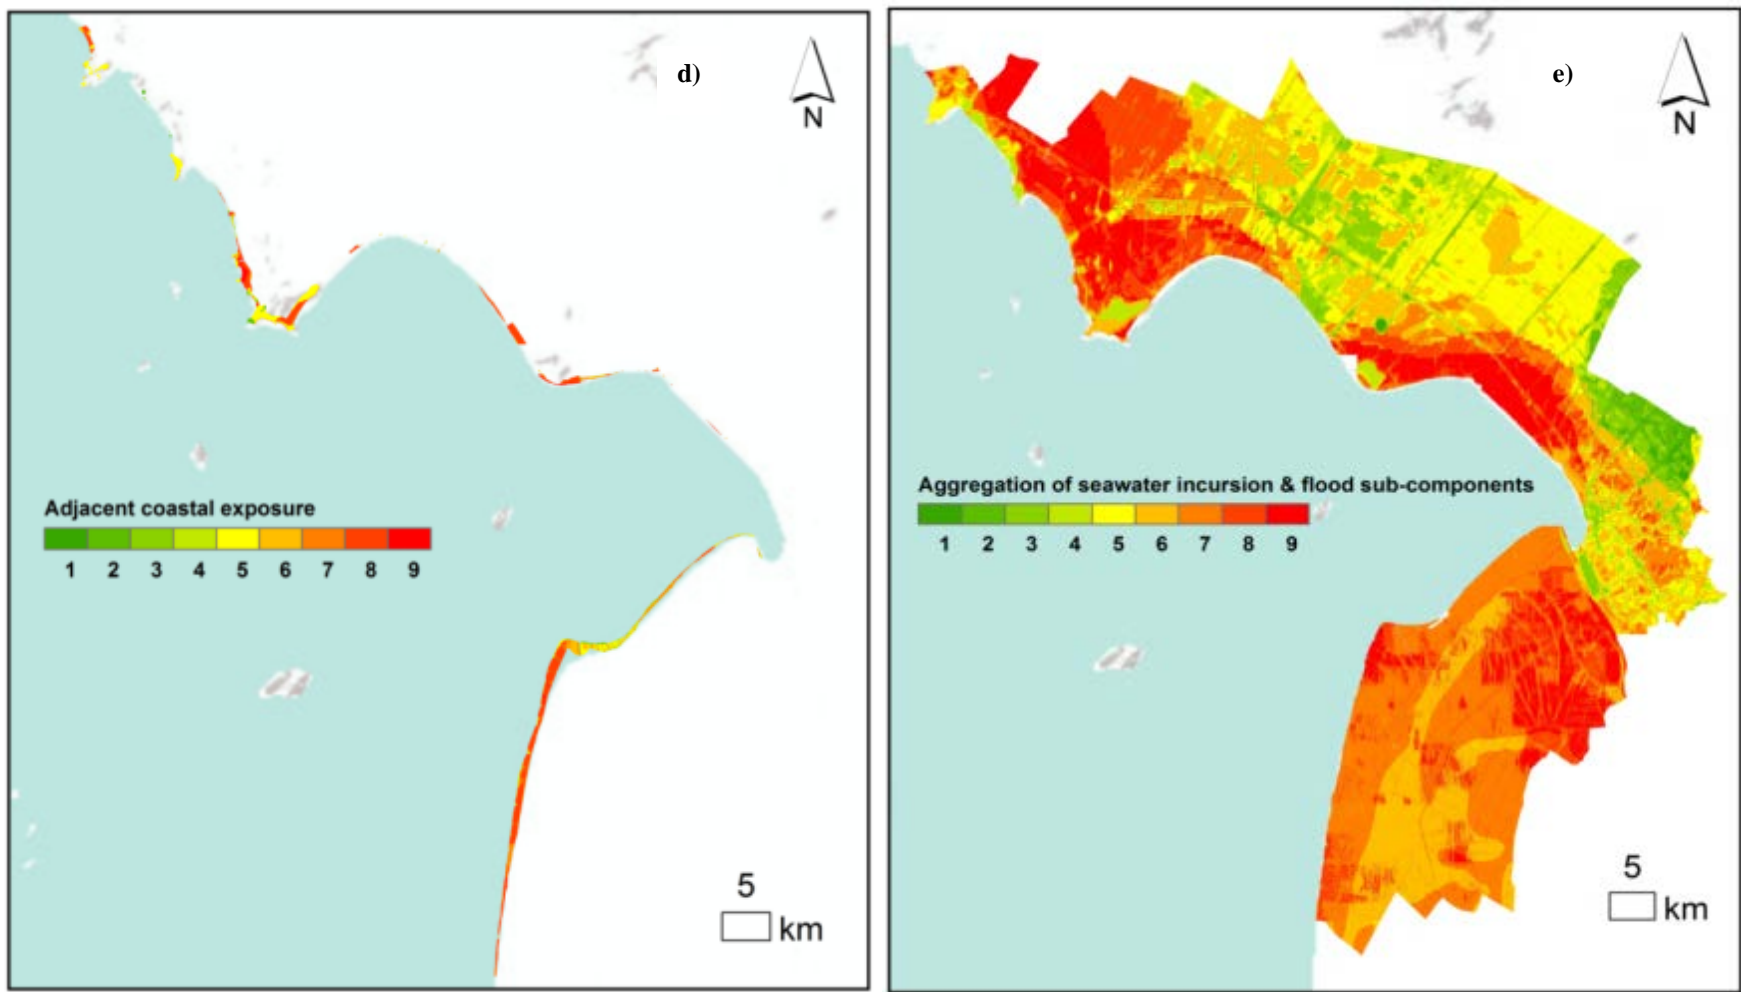 d)
N
Adjacent coastal exposure
1 2 3 4 5 6 7 8 9
5
km
e)
N
Aggregation of seawater incursion & flood sub-components
1 2 3 4 5 6 7 8 9
5
km